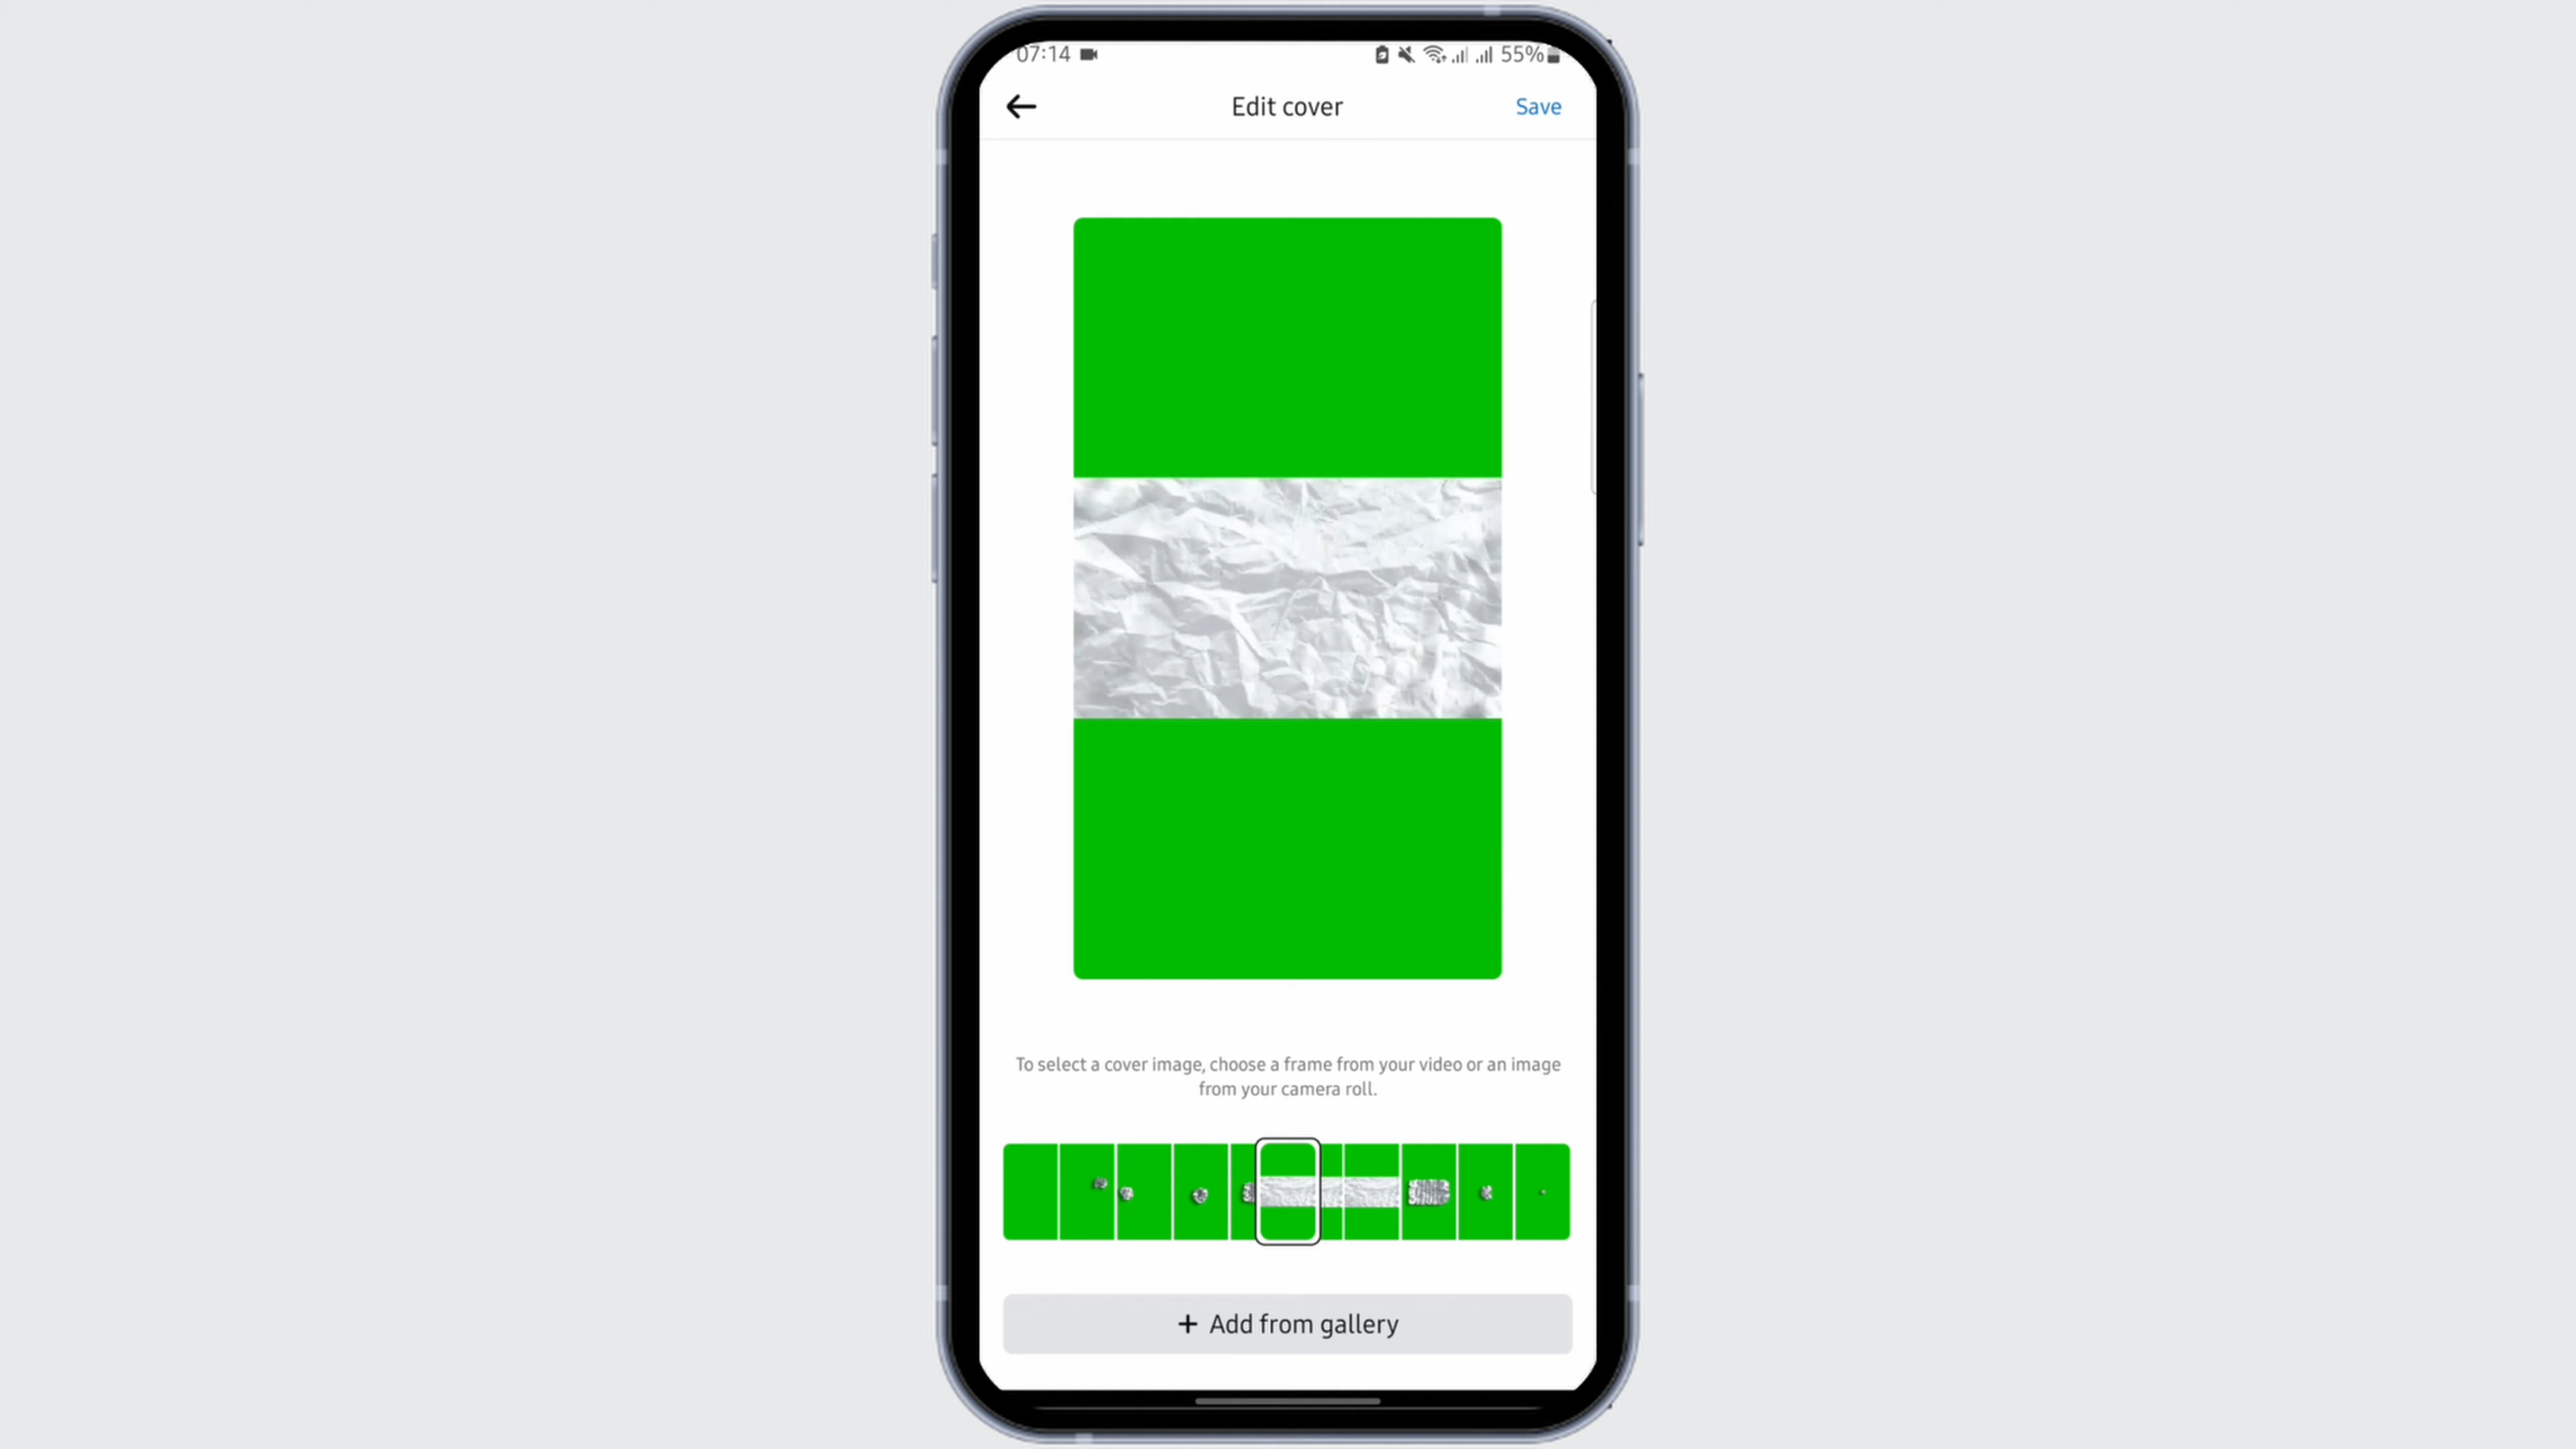 07:14 55%
Edit cover Save
To select a cover image, choose a frame from your video or an image
from your camera roll.
+ Add from gallery